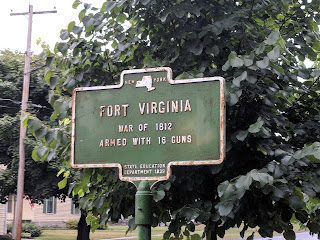 NEW YORK
FORT VIRGINIA
WAR OF 1812
ARMED WITH 16 GUNS
STATE EDUCATION
DEPARTMENT 1932